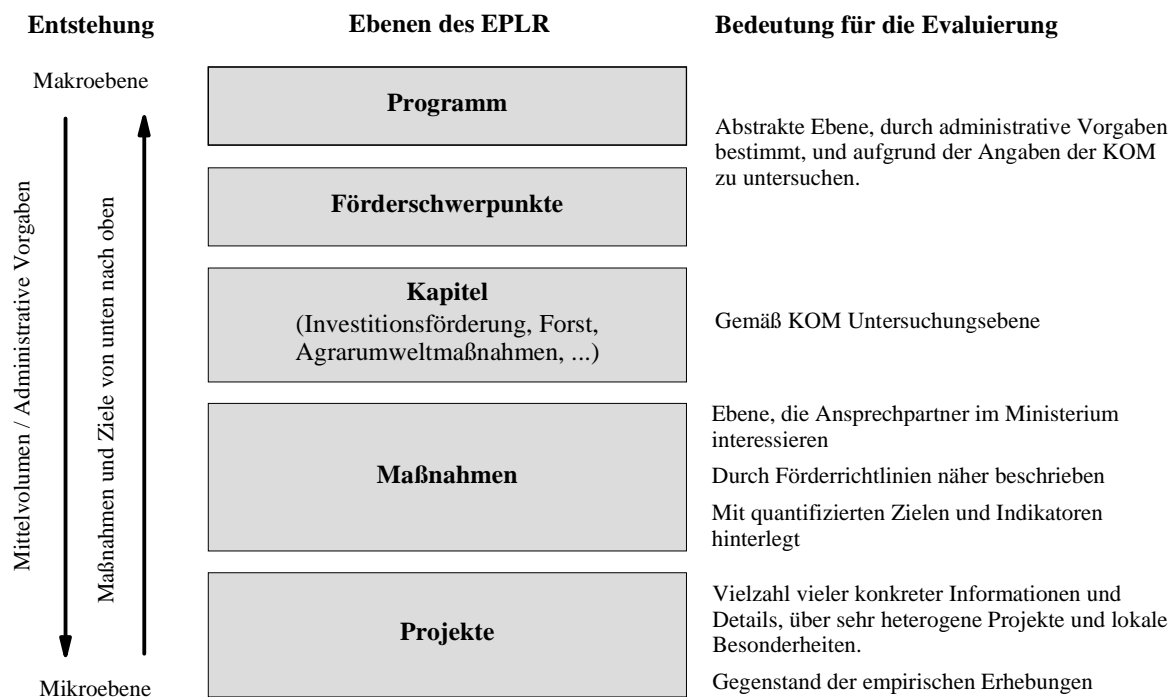 Entstehung
Ebenen des EPLR
Bedeutung für die Evaluierung
Makroebene
Mittelvolumen / Administrative Vorgaben
Maßnahmen und Ziele von unten nach oben
Mikroebene
Programm
Förderschwerpunkte
Kapitel
(Investitionsförderung, Forst,
Agrarumweltmaßnahmen, ...)
Maßnahmen
Projekte
Abstrakte Ebene, durch administrative Vorgaben
bestimmt, und aufgrund der Angaben der KOM
zu untersuchen.
Gemäß KOM Untersuchungsebene
Ebene, die Ansprechpartner im Ministerium
interessieren
Durch Förderrichtlinien näher beschrieben
Mit quantifizierten Zielen und Indikatoren
hinterlegt
Vielzahl vieler konkreter Informationen und
Details, über sehr heterogene Projekte und lokale
Besonderheiten.
Gegenstand der empirischen Erhebungen